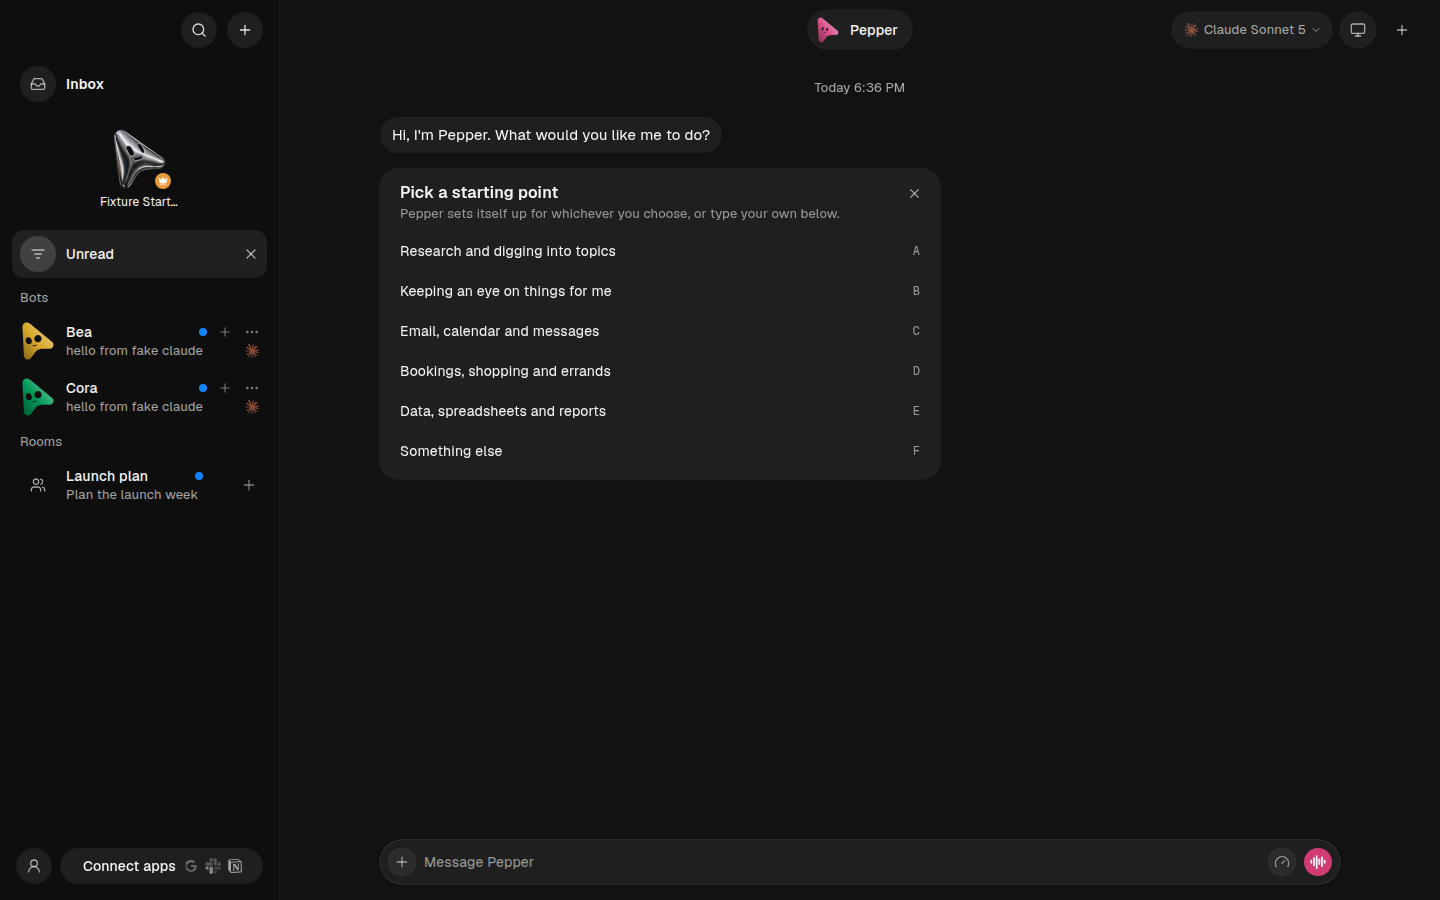 Inbox
Fixture Start...
Unread
Bots
Bea
hello from fake claude
Cora
hello from fake claude
Rooms
Launch plan
Plan the launch week
Connect apps
Pepper
Claude Sonnet 5
Today 6:36 PM
Hi, I'm Pepper. What would you like me to do?
Pick a starting point
Pepper sets itself up for whichever you choose, or type your own below.
Research and digging into topics A
Keeping an eye on things for me B
Email, calendar and messages C
Bookings, shopping and errands D
Data, spreadsheets and reports E
Something else F
Message Pepper